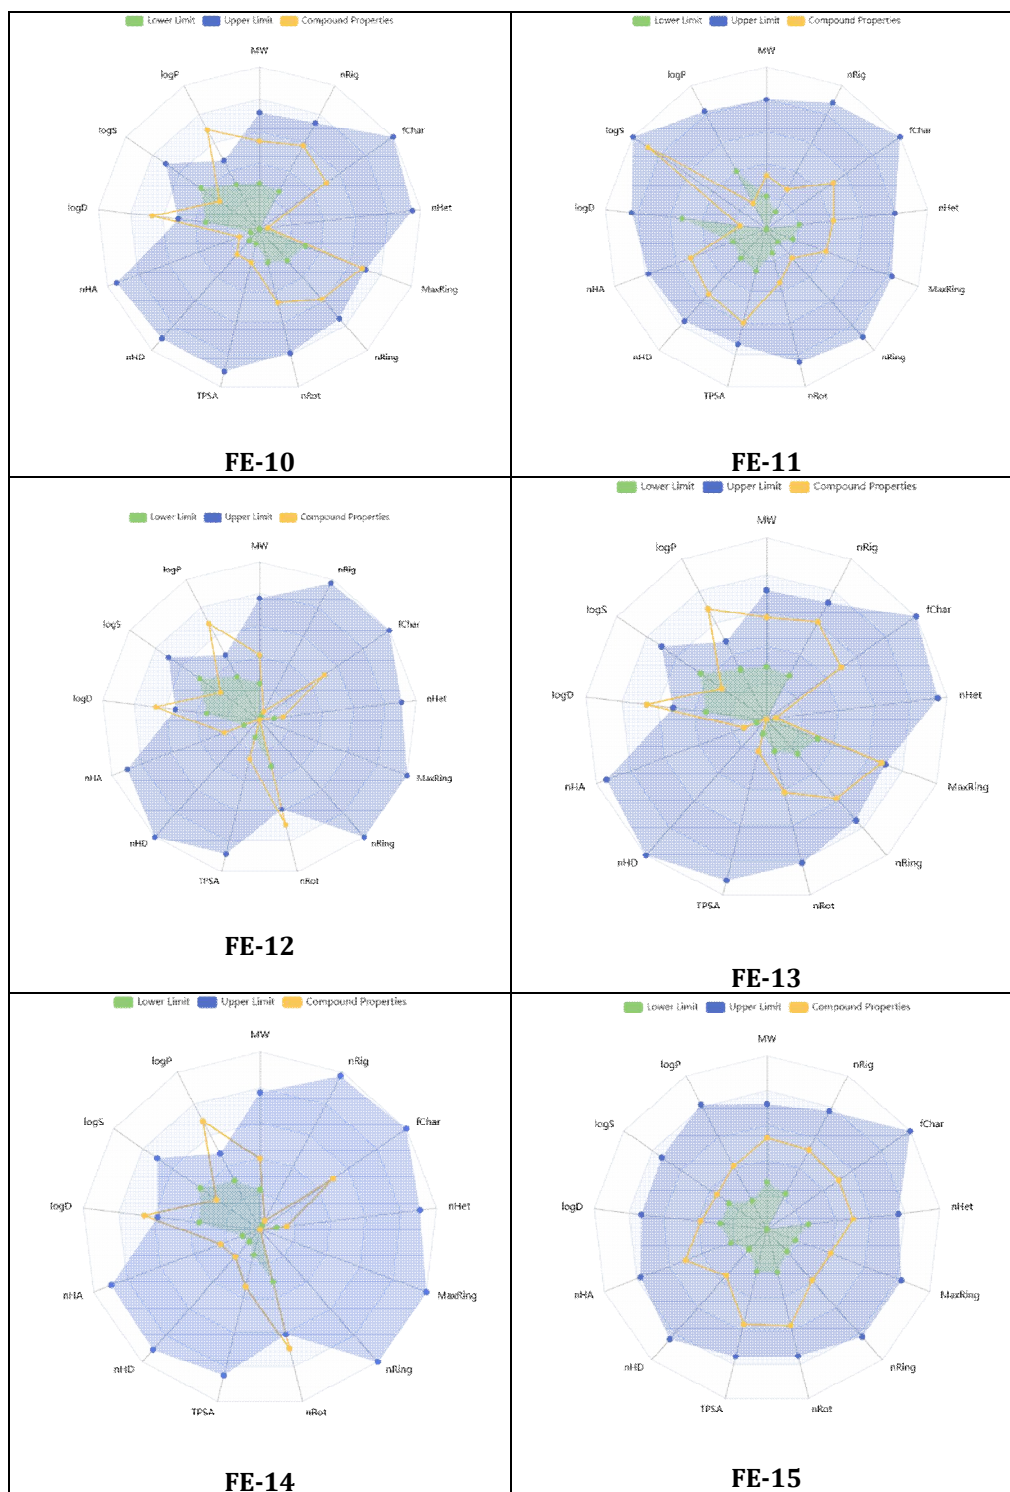 Lower Limit Upper Limit Compound Properties
MW
nRig
fChar
nHet
MaxRing
nRing
nRot
TPSA
nHD
nHA
logD
logS
logP
FE-10
Lower Limit Upper Limit Compound Properties
MW
nRig
fChar
nHet
MaxRing
nRing
nRot
TPSA
nHD
nHA
logD
logS
logP
FE-11
Lower Limit Upper Limit Compound Properties
MW
nRig
fChar
nHet
MaxRing
nRing
nRot
TPSA
nHD
nHA
logD
logS
logP
FE-12
Lower Limit Upper Limit Compound Properties
MW
nRig
fChar
nHet
MaxRing
nRing
nRot
TPSA
nHD
nHA
logD
logS
logP
FE-13
Lower Limit Upper Limit Compound Properties
MW
nRig
fChar
nHet
MaxRing
nRing
nRot
TPSA
nHD
nHA
logD
logS
logP
FE-14
Lower Limit Upper Limit Compound Properties
MW
nRig
fChar
nHet
MaxRing
nRing
nRot
TPSA
nHD
nHA
logD
logS
logP
FE-15